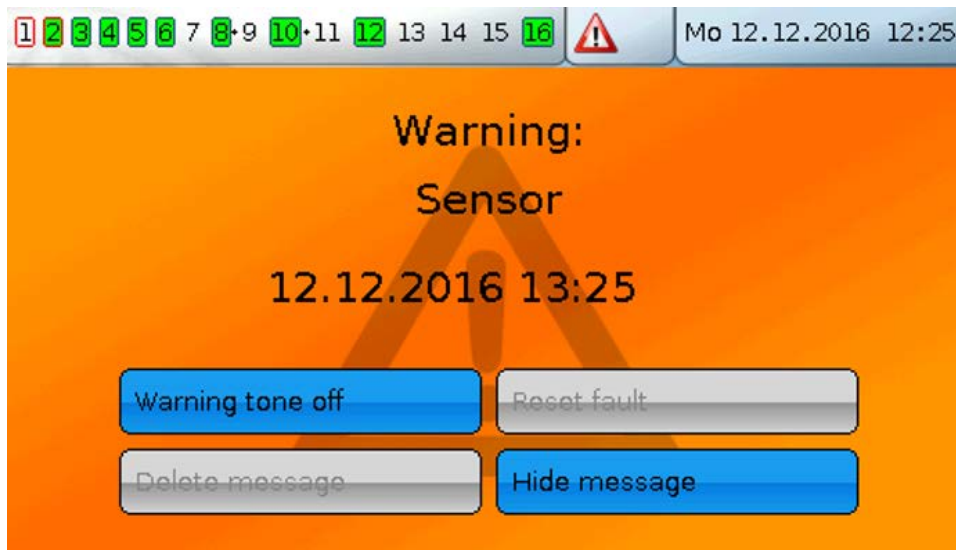 1 2 3 4 5 6 7 8+9 10+11 12 13 14 15 16 Mo 12.12.2016 12:25
Warning:
Sensor
12.12.2016 13:25
Warning tone off Reset fault
Delete message Hide message